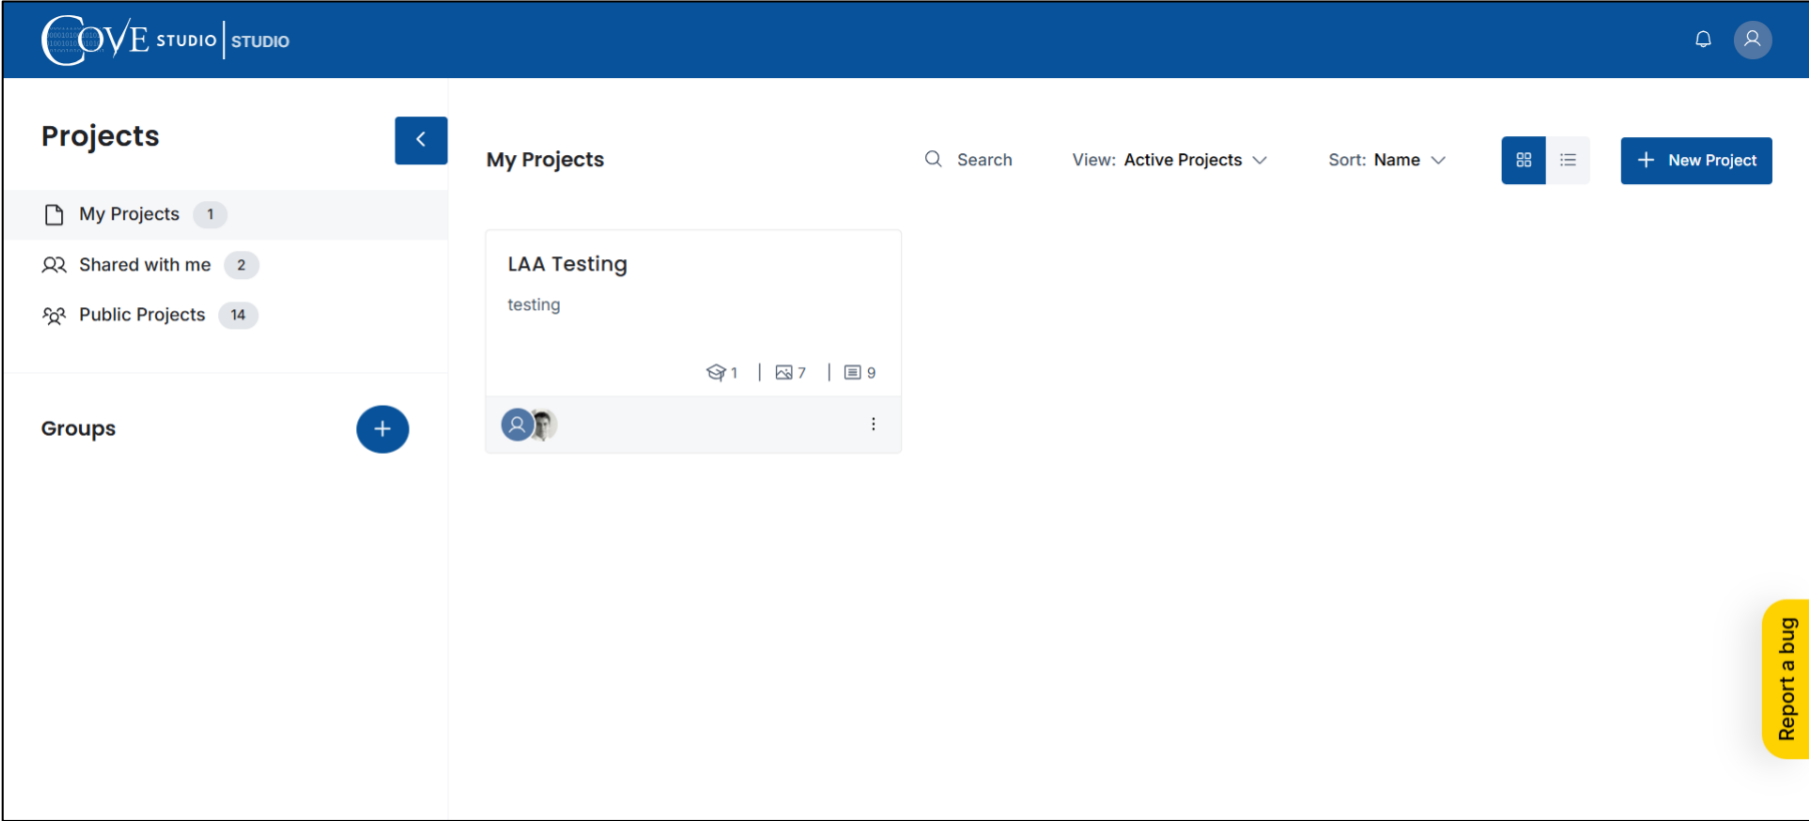 COVE STUDIO | STUDIO
Projects
My Projects 1
Shared with me 2
Public Projects 14
Groups
My Projects
Search
View: Active Projects
Sort: Name
+ New Project
LAA Testing
testing
1 | 7 | 9
Report a bug